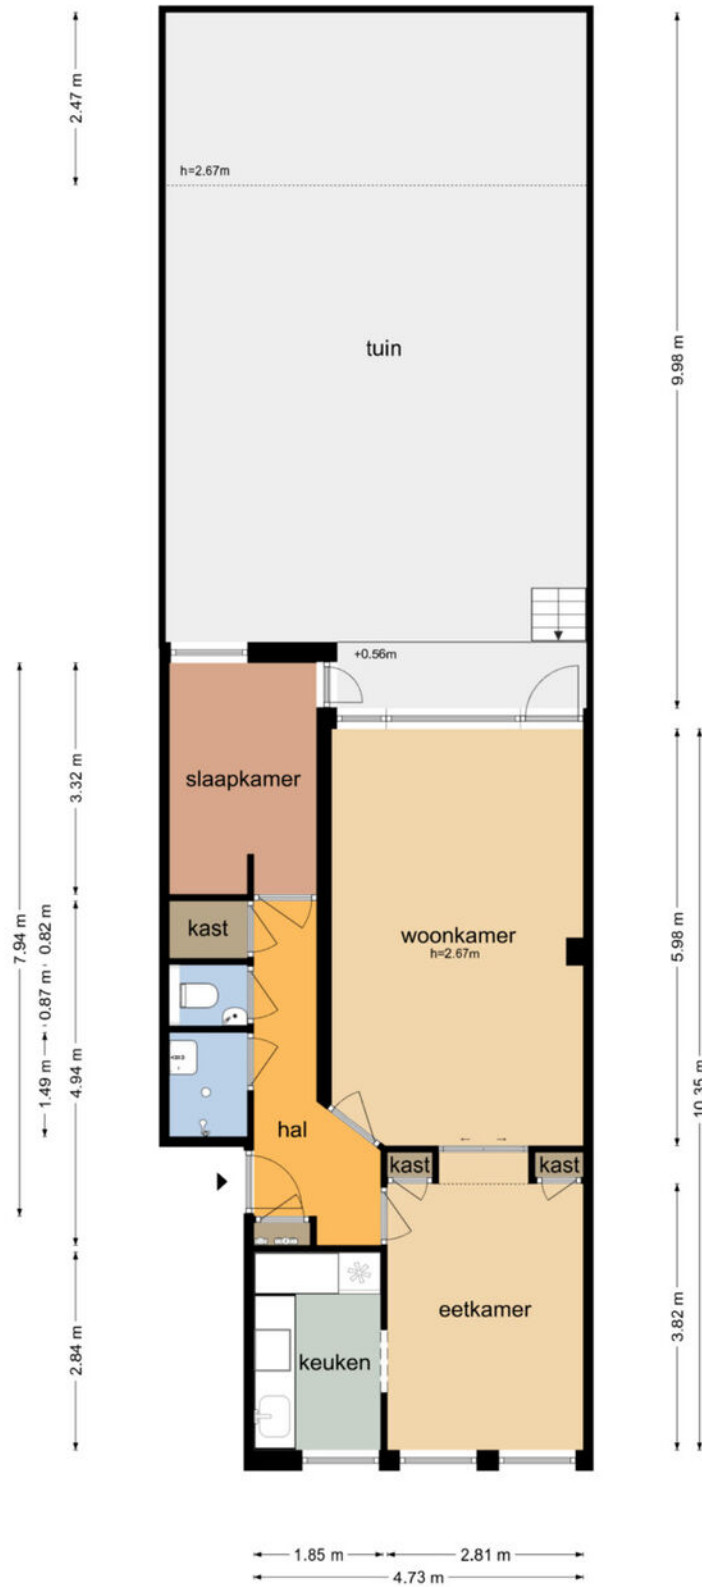 2.47 m
h=2.67m
tuin
9.98 m
+0.56m
3.32 m
slaapkamer
7.94 m
kast
woonkamer
h=2.67m
5.98 m
0.82 m
0.87 m
1.49 m
4.94 m
10.35 m
hal
kast
kast
eetkamer
3.82 m
keuken
2.84 m
1.85 m
2.81 m
4.73 m